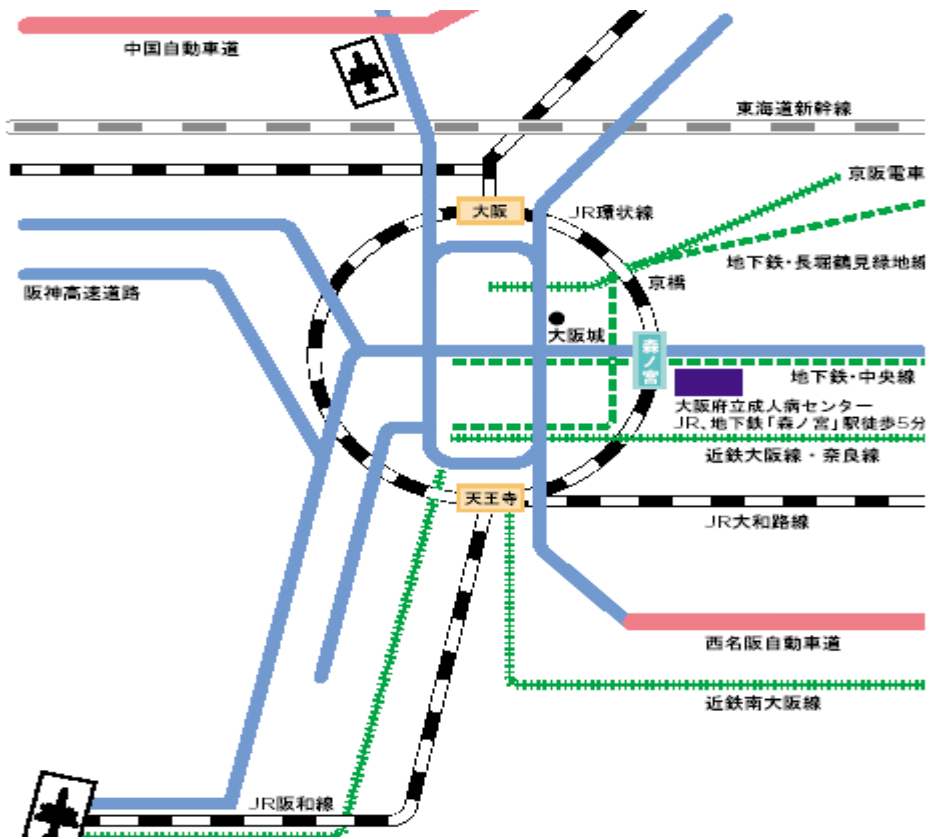 中国自動車道
東海道新幹線
京阪電車
大阪
JR環状線
地下鉄・長堀鶴見緑地線
京橋
阪神高速道路
大阪城
森ノ宮
地下鉄・中央線
大阪府立成人病センター
JR、地下鉄「森ノ宮」駅徒歩5分
近鉄大阪線・奈良線
天王寺
JR大和路線
西名阪自動車道
近鉄南大阪線
JR阪和線